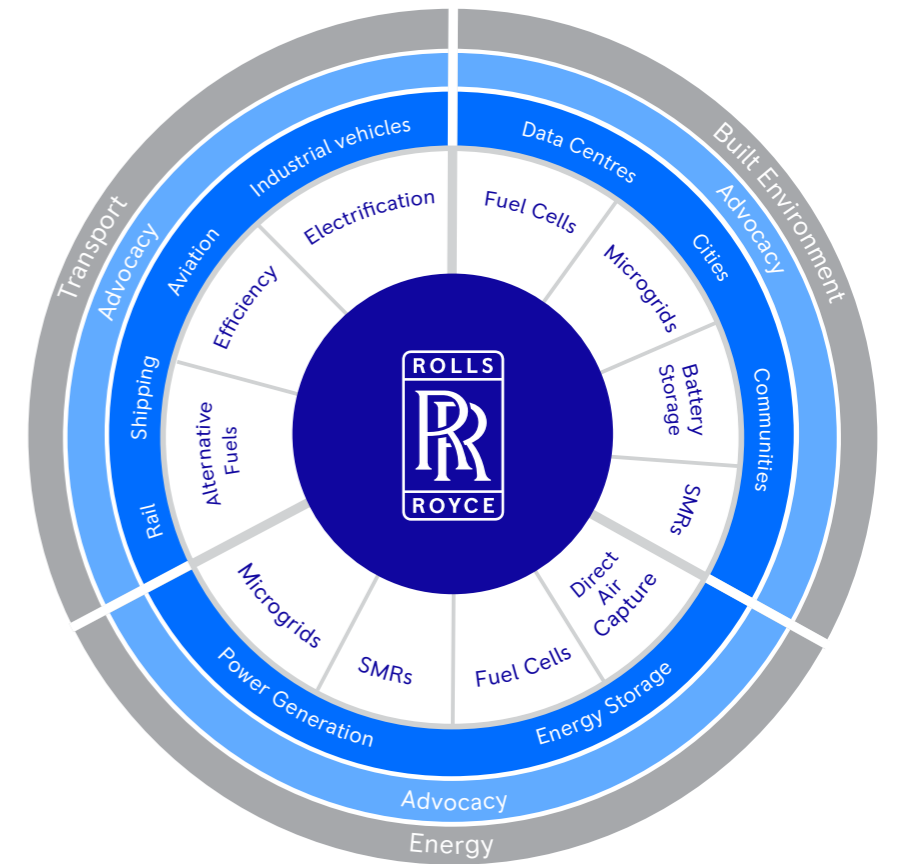 Transport
Advocacy
Industrial vehicles
Aviation
Shipping
Rail
Electrification
Efficiency
Alternative
Fuels
Built Environment
Advocacy
Data Centres
Cities
Communities
Fuel Cells
Microgrids
Battery
Storage
SMRs
ROLLS
RR
ROYCE
Direct
Air
Capture
Fuel Cells
SMRs
Microgrids
Power Generation
Energy Storage
Advocacy
Energy